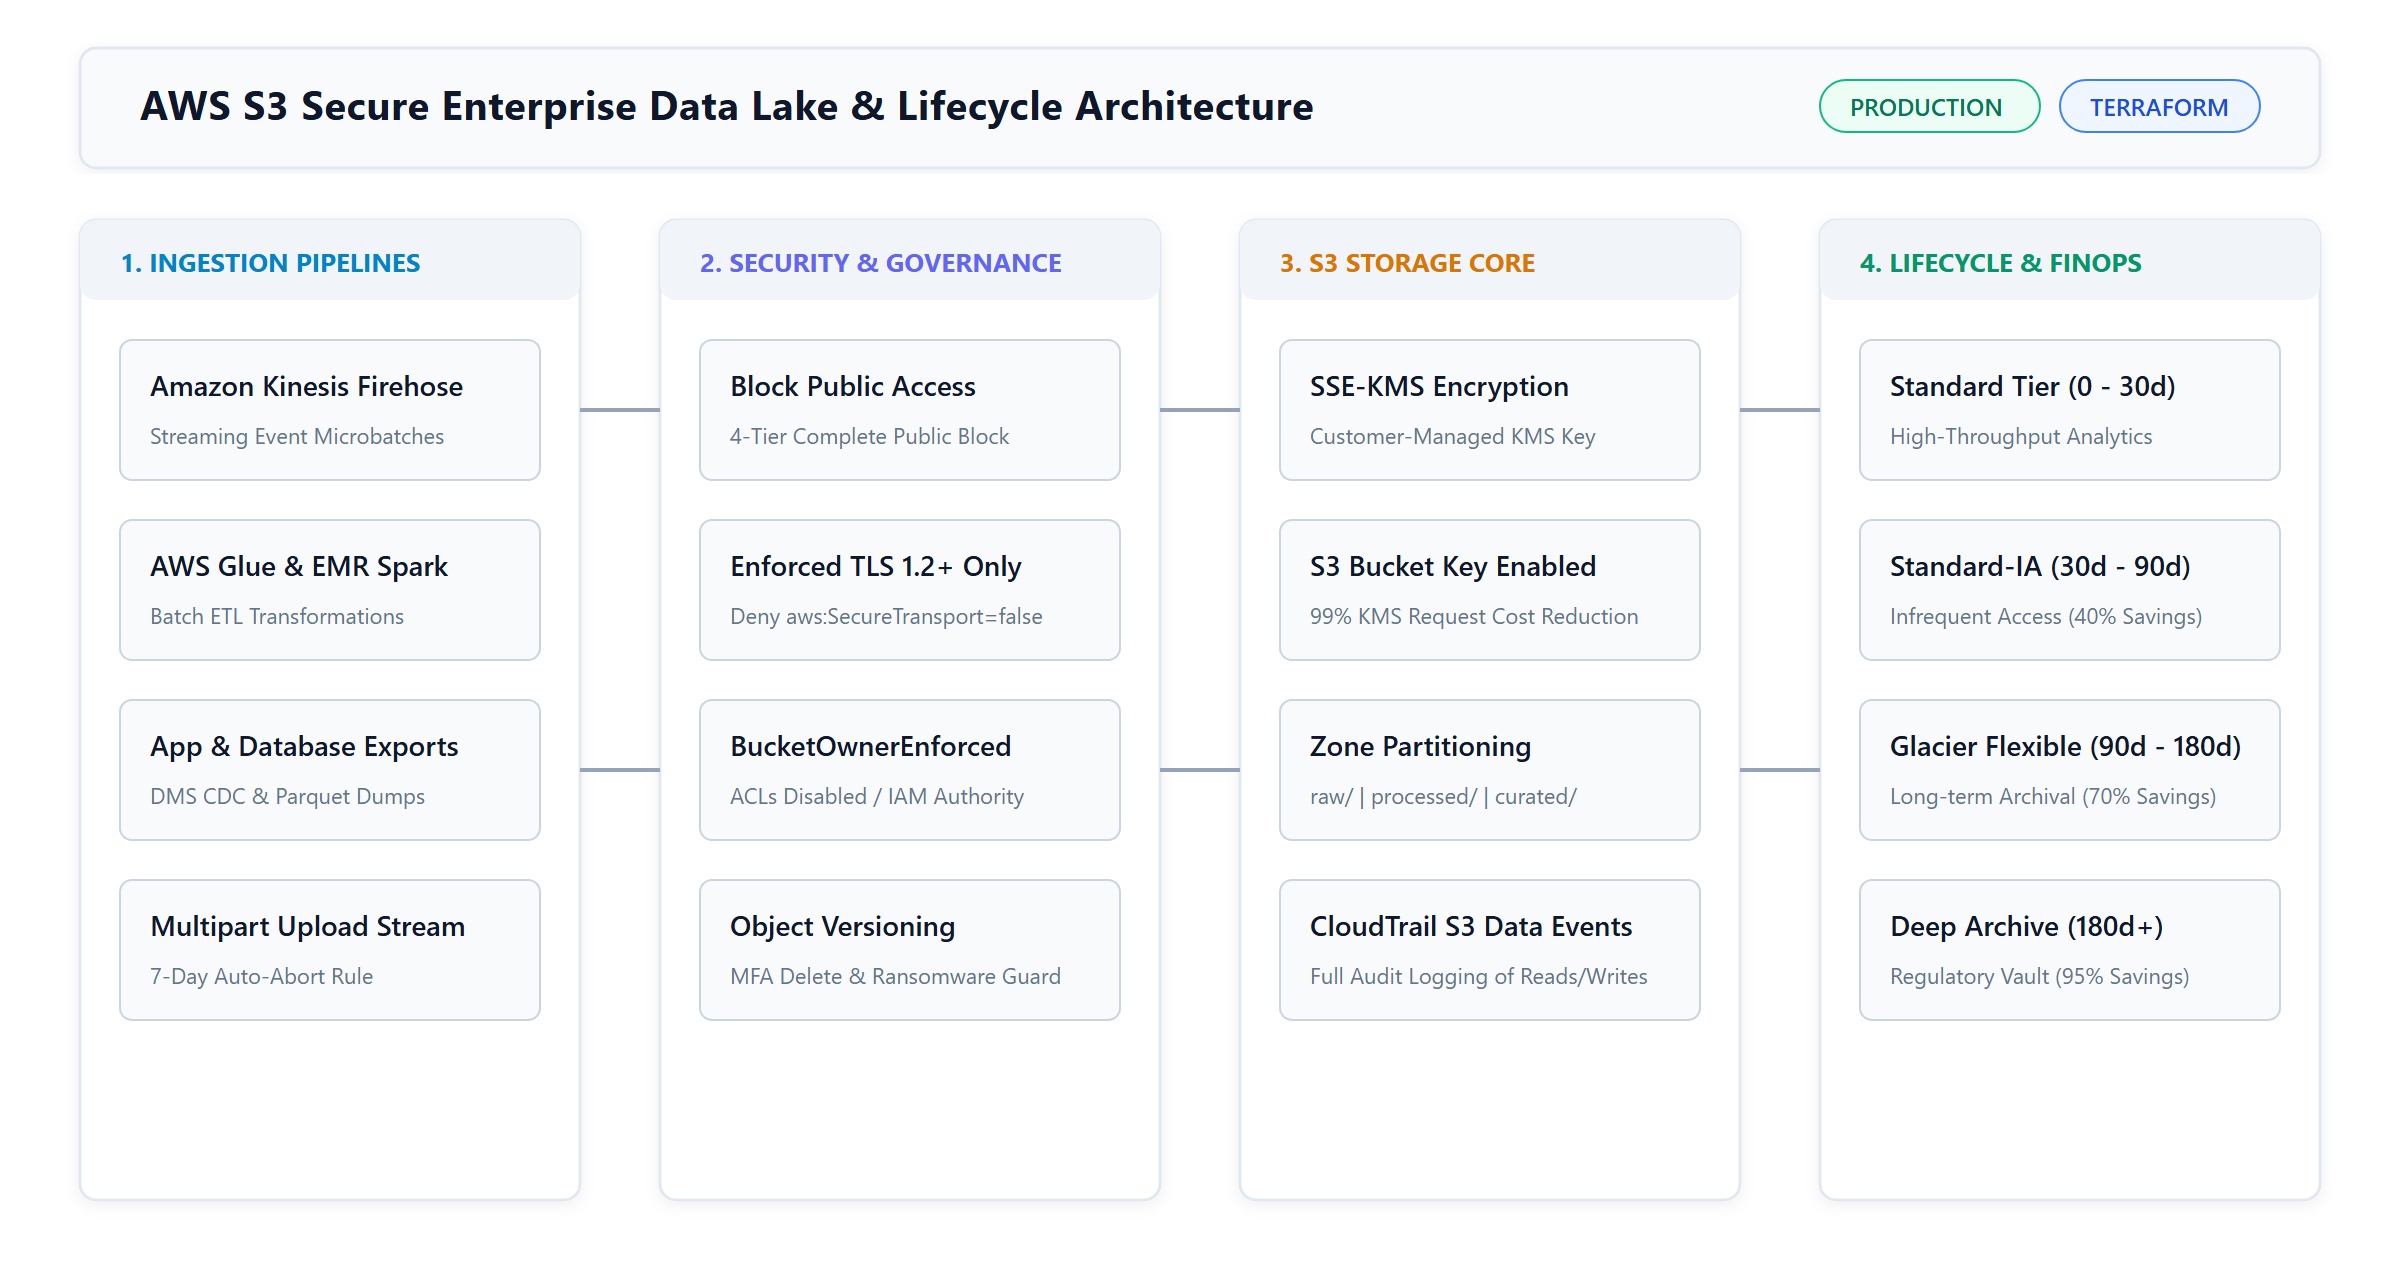 AWS S3 Secure Enterprise Data Lake & Lifecycle Architecture
PRODUCTION
TERRAFORM
1. INGESTION PIPELINES
Amazon Kinesis Firehose
Streaming Event Microbatches
AWS Glue & EMR Spark
Batch ETL Transformations
App & Database Exports
DMS CDC & Parquet Dumps
Multipart Upload Stream
7-Day Auto-Abort Rule
2. SECURITY & GOVERNANCE
Block Public Access
4-Tier Complete Public Block
Enforced TLS 1.2+ Only
Deny aws:SecureTransport=false
BucketOwnerEnforced
ACLs Disabled / IAM Authority
Object Versioning
MFA Delete & Ransomware Guard
3. S3 STORAGE CORE
SSE-KMS Encryption
Customer-Managed KMS Key
S3 Bucket Key Enabled
99% KMS Request Cost Reduction
Zone Partitioning
raw/ | processed/ | curated/
CloudTrail S3 Data Events
Full Audit Logging of Reads/Writes
4. LIFECYCLE & FINOPS
Standard Tier (0 - 30d)
High-Throughput Analytics
Standard-IA (30d - 90d)
Infrequent Access (40% Savings)
Glacier Flexible (90d - 180d)
Long-term Archival (70% Savings)
Deep Archive (180d+)
Regulatory Vault (95% Savings)